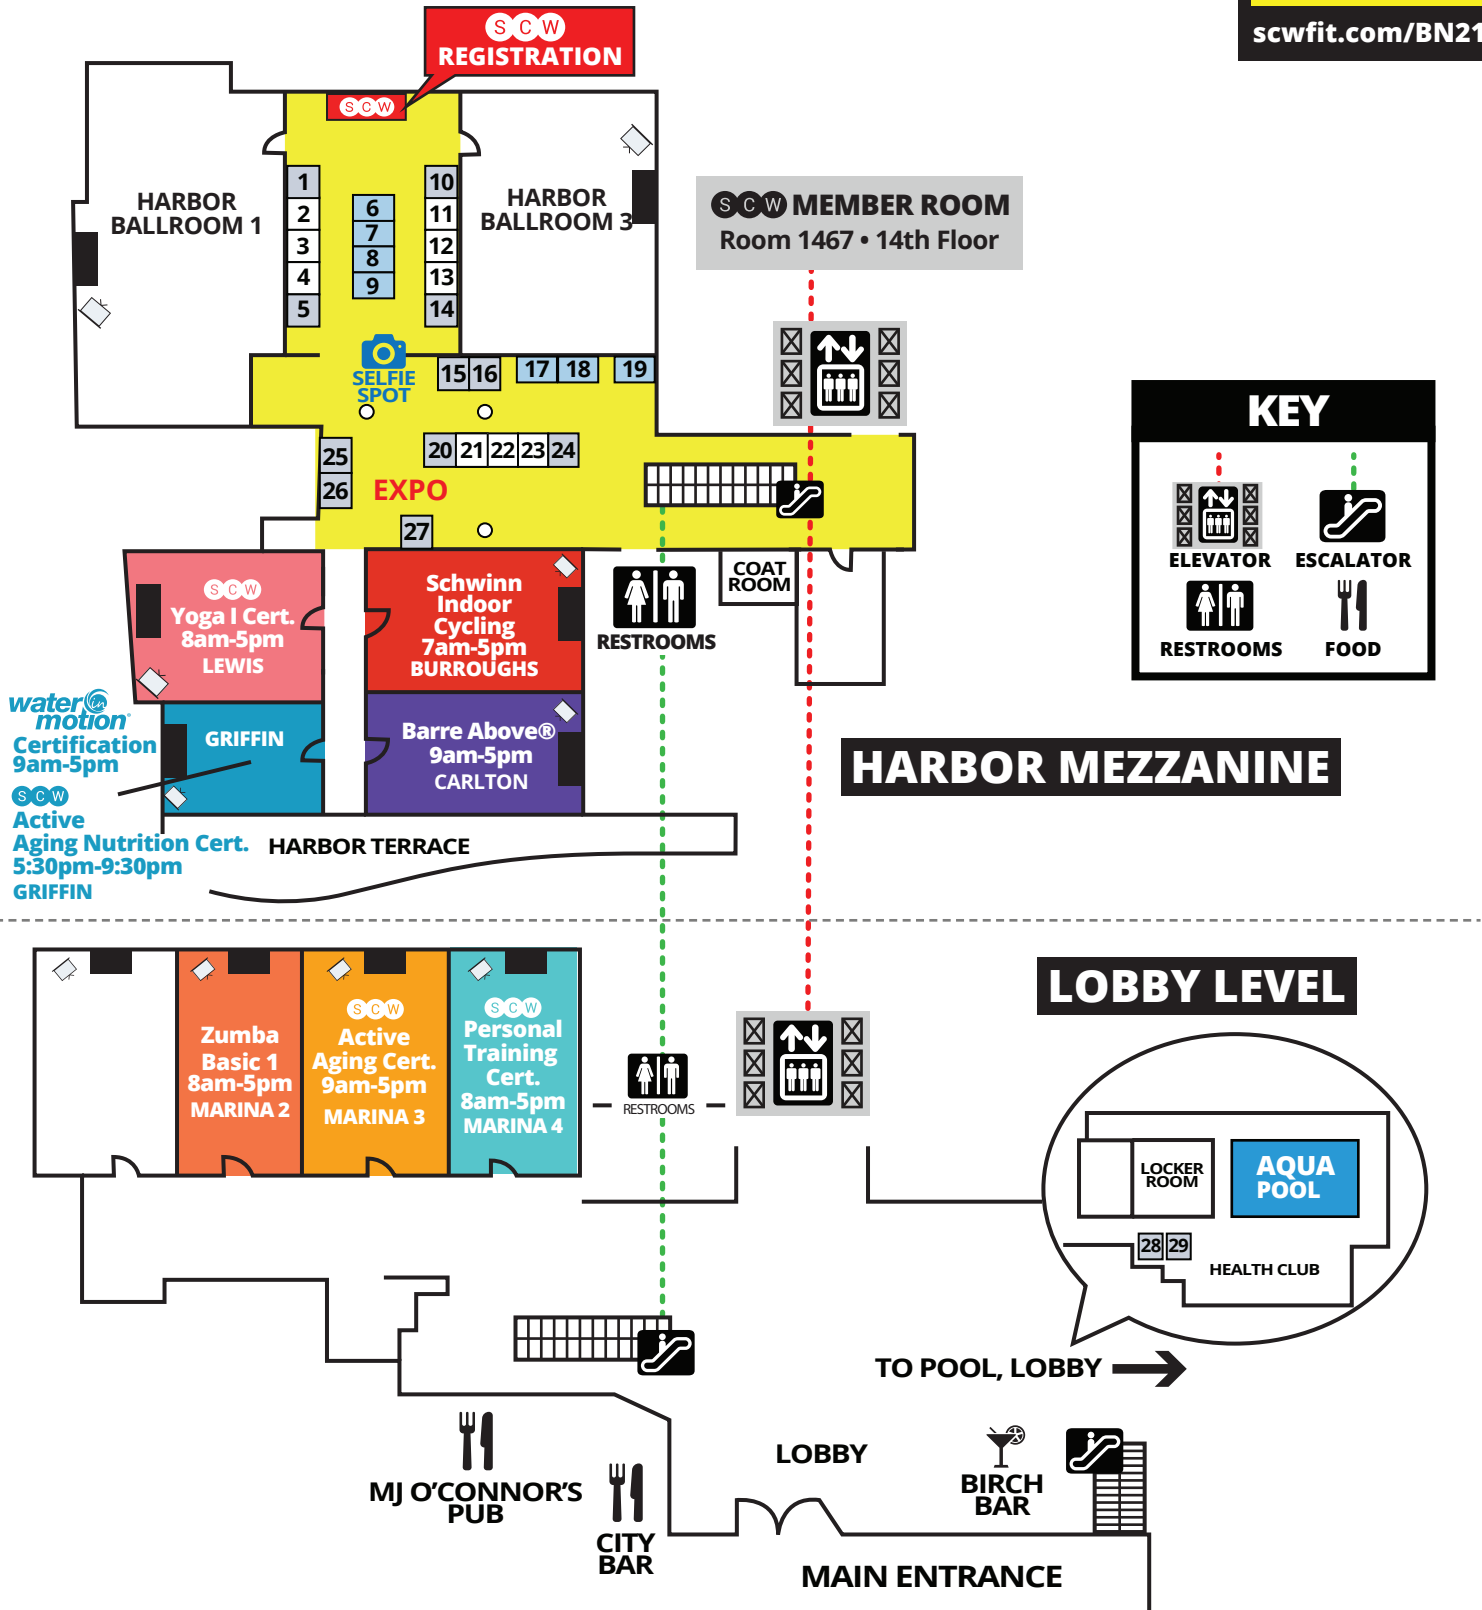 scwfit.com/BN21
SCW
REGISTRATION
SCW
HARBOR
BALLROOM 1
HARBOR
BALLROOM 3
1
2
3
4
5
6
7
8
9
10
11
12
13
14
SCW MEMBER ROOM
Room 1467 • 14th Floor
SELFIE
SPOT
15 16 17 18 19
20 21 22 23 24
25
26
EXPO
27
KEY
ELEVATOR
ESCALATOR
RESTROOMS
FOOD
COAT
ROOM
RESTROOMS
SCW
Yoga I Cert.
8am-5pm
LEWIS
Schwinn
Indoor
Cycling
7am-5pm
BURROUGHS
water in
motion®
Certification
9am-5pm
SCW
Active
Aging Nutrition Cert.
5:30pm-9:30pm
GRIFFIN
GRIFFIN
Barre Above®
9am-5pm
CARLTON
HARBOR MEZZANINE
HARBOR TERRACE
LOBBY LEVEL
Zumba
Basic 1
8am-5pm
MARINA 2
SCW
Active
Aging Cert.
9am-5pm
MARINA 3
SCW
Personal
Training
Cert.
8am-5pm
MARINA 4
RESTROOMS
LOCKER
ROOM
AQUA
POOL
28 29
HEALTH CLUB
TO POOL, LOBBY
MJ O’CONNOR’S
PUB
CITY
BAR
LOBBY
BIRCH
BAR
MAIN ENTRANCE